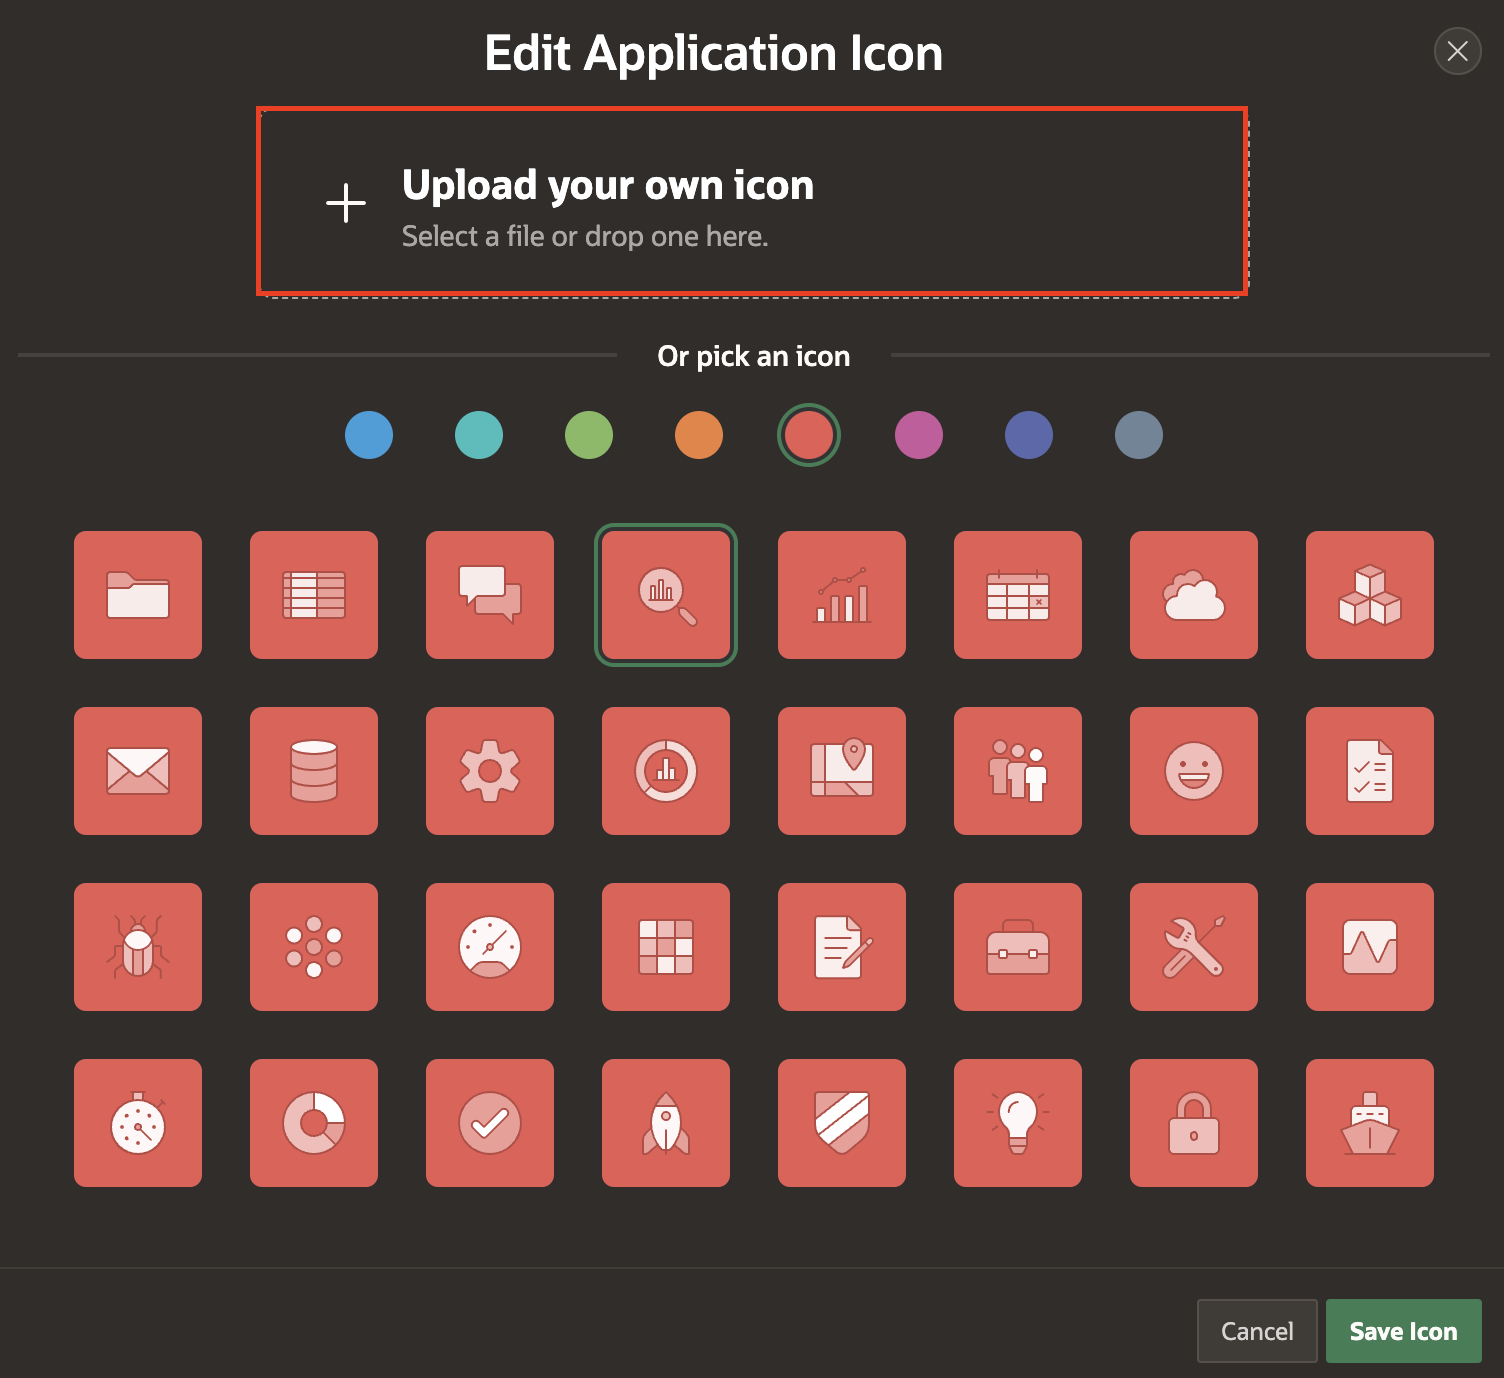 Edit Application Icon
Upload your own icon
Select a file or drop one here.
Or pick an icon
Cancel
Save Icon